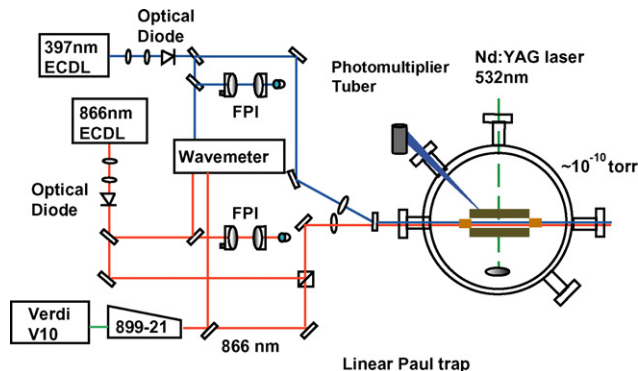 Optical
Diode
397nm
ECDL
FPI
866nm
ECDL
Wavemeter
Optical
Diode
FPI
Verdi
V10
899-21
866 nm
Photomultiplier
Tuber
Nd:YAG laser
532nm
~10⁻¹⁰ torr
Linear Paul trap